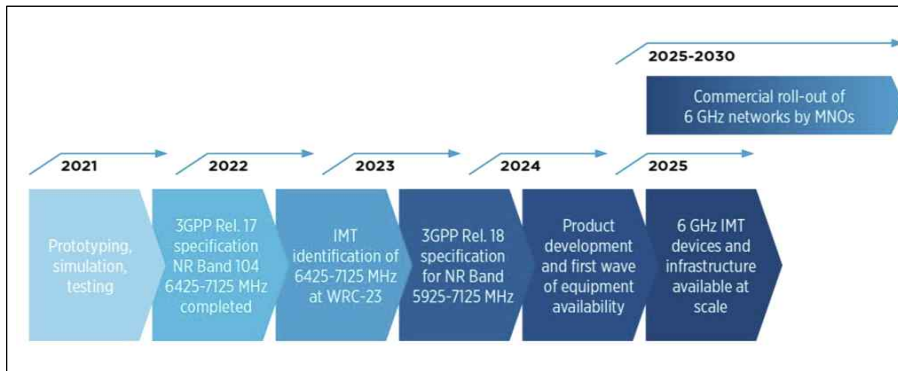 2025-2030
Commercial roll-out of
6 GHz networks by MNOs
2021
2022
2023
2024
2025
Prototyping,
simulation,
testing
3GPP Rel. 17
specification
NR Band 104
6425-7125 MHz
completed
IMT
identification of
6425-7125 MHz
at WRC-23
3GPP Rel. 18
specification
for NR Band
5925-7125 MHz
Product
development
and first wave
of equipment
availability
6 GHz IMT
devices and
infrastructure
available at
scale